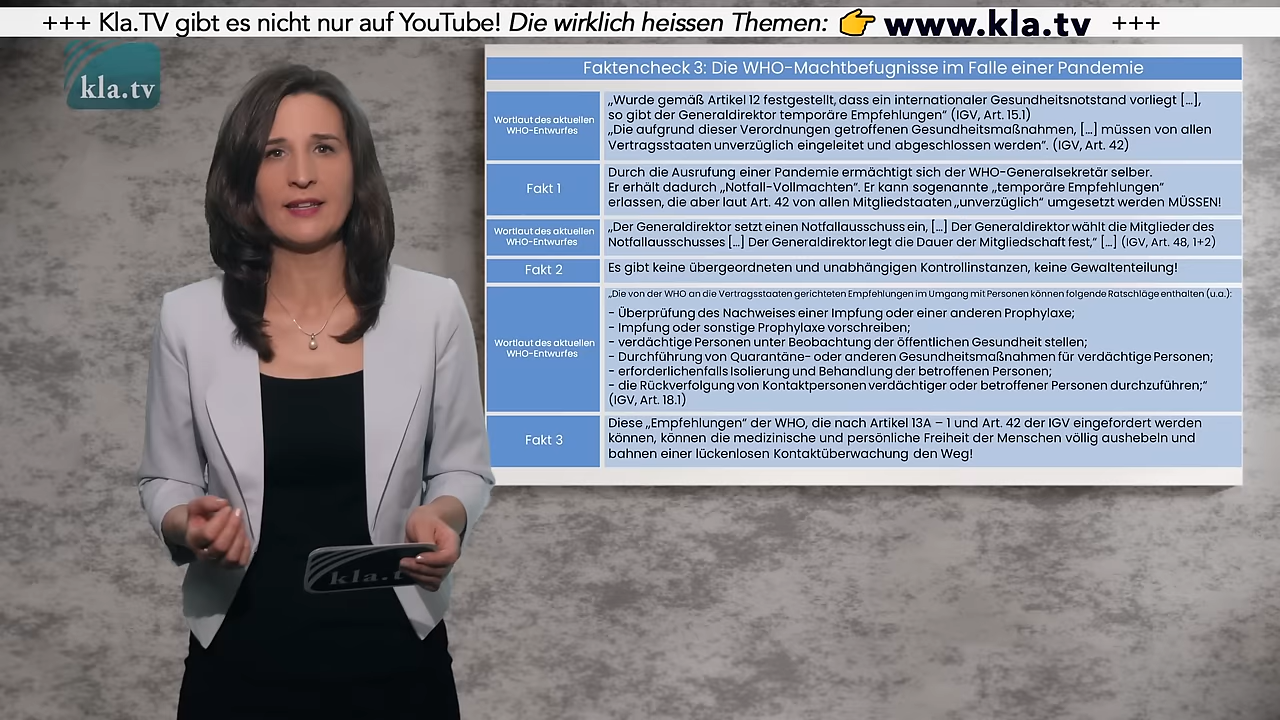 +++ Kla.TV gibt es nicht nur auf YouTube! Die wirklich heissen Themen: 👉 www.kla.tv +++
kla.tv
Faktencheck 3: Die WHO-Machtbefugnisse im Falle einer Pandemie
Wortlaut des aktuellen
WHO-Entwurfes
„Wurde gemäß Artikel 12 festgestellt, dass ein internationaler Gesundheitsnotstand vorliegt [...],
so gibt der Generaldirektor temporäre Empfehlungen“ (IGV, Art. 15.1)
„Die aufgrund dieser Verordnungen getroffenen Gesundheitsmaßnahmen, [...] müssen von allen
Vertragsstaaten unverzüglich eingeleitet und abgeschlossen werden“. (IGV, Art. 42)
Fakt 1
Durch die Ausrufung einer Pandemie ermächtigt sich der WHO-Generalsekretär selber.
Er erhält dadurch „Notfall-Vollmachten“. Er kann sogenannte „temporäre Empfehlungen“
erlassen, die aber laut Art. 42 von allen Mitgliedstaaten „unverzüglich“ umgesetzt werden MÜSSEN!
Wortlaut des aktuellen
WHO-Entwurfes
„Der Generaldirektor setzt einen Notfallausschuss ein, [...] Der Generaldirektor wählt die Mitglieder des
Notfallausschusses [...] Der Generaldirektor legt die Dauer der Mitgliedschaft fest,“ [...] (IGV, Art. 48, 1+2)
Fakt 2
Es gibt keine übergeordneten und unabhängigen Kontrollinstanzen, keine Gewaltenteilung!
Wortlaut des aktuellen
WHO-Entwurfes
„Die von der WHO an die Vertragsstaaten gerichteten Empfehlungen im Umgang mit Personen können folgende Ratschläge enthalten (u.a.):
- Überprüfung des Nachweises einer Impfung oder einer anderen Prophylaxe;
- Impfung oder sonstige Prophylaxe vorschreiben;
- verdächtige Personen unter Beobachtung der öffentlichen Gesundheit stellen;
- Durchführung von Quarantäne- oder anderen Gesundheitsmaßnahmen für verdächtige Personen;
- erforderlichenfalls Isolierung und Behandlung der betroffenen Personen;
- die Rückverfolgung von Kontaktpersonen verdächtiger oder betroffener Personen durchzuführen;“
(IGV, Art. 18.1)
Fakt 3
Diese „Empfehlungen“ der WHO, die nach Artikel 13A – 1 und Art. 42 der IGV eingefordert werden
können, können die medizinische und persönliche Freiheit der Menschen völlig aushebeln und
bahnen einer lückenlosen Kontaktüberwachung den Weg!
kla.t